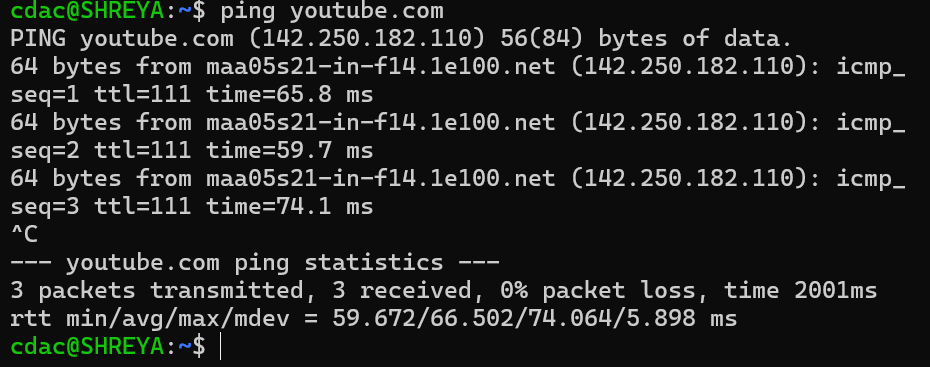 cdac@SHREYA:~$ ping youtube.com
PING youtube.com (142.250.182.110) 56(84) bytes of data.
64 bytes from maa05s21-in-f14.1e100.net (142.250.182.110): icmp_
seq=1 ttl=111 time=65.8 ms
64 bytes from maa05s21-in-f14.1e100.net (142.250.182.110): icmp_
seq=2 ttl=111 time=59.7 ms
64 bytes from maa05s21-in-f14.1e100.net (142.250.182.110): icmp_
seq=3 ttl=111 time=74.1 ms
^C
--- youtube.com ping statistics ---
3 packets transmitted, 3 received, 0% packet loss, time 2001ms
rtt min/avg/max/mdev = 59.672/66.502/74.064/5.898 ms
cdac@SHREYA:~$